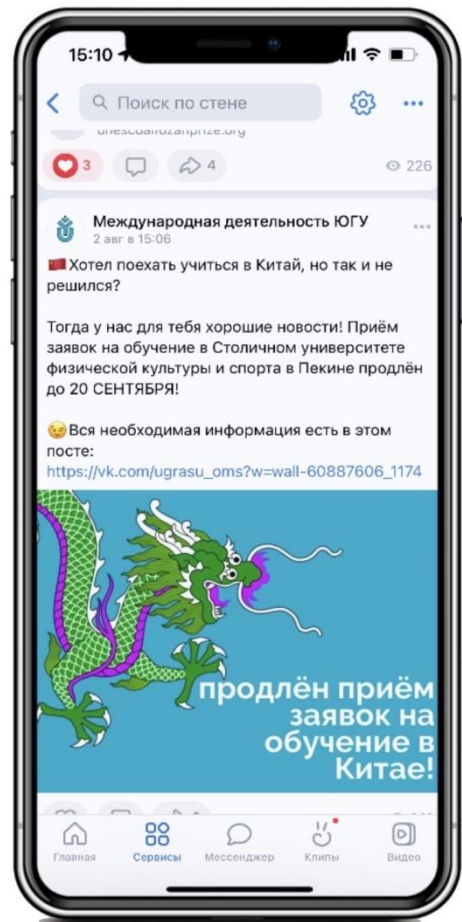 15:10
Поиск по стене
unescoalfozanprize.org
3
4
226
Международная деятельность ЮГУ
2 авг в 15:06
🇨🇳Хотел поехать учиться в Китай, но так и не
решился?
Тогда у нас для тебя хорошие новости! Приём
заявок на обучение в Столичном университете
физической культуры и спорта в Пекине продлён
до 20 СЕНТЯБРЯ!
😉Вся необходимая информация есть в этом
посте:
https://vk.com/ugrasu_oms?w=wall-60887606_1174
продлён приём
заявок на
обучение в
Китае!
Главная
Сервисы
Мессенджер
Клипы
Видео